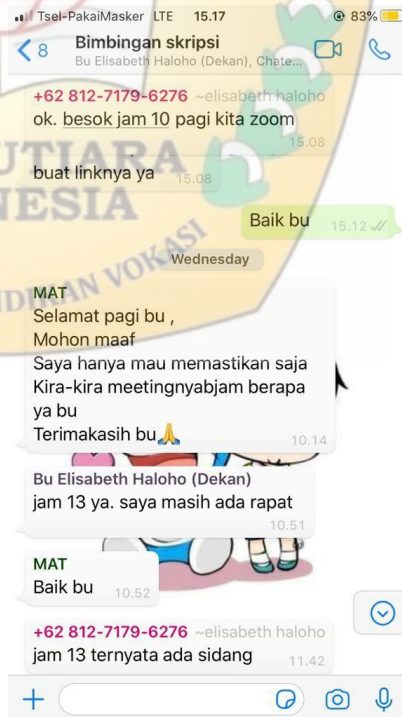 Tsel-PakaiMasker LTE 15.17 83%
8 Bimbingan skripsi
Bu Elisabeth Haloho (Dekan), Chate...
+62 812-7179-6276 ~elisabeth haloho
ok. besok jam 10 pagi kita zoom
15.08
buat linknya ya 15.08
UTIARA
NESIA
DIKAN VOKASI
Baik bu 15.12
Wednesday
MAT
Selamat pagi bu ,
Mohon maaf
Saya hanya mau memastikan saja
Kira-kira meetingnyabjam berapa
ya bu
Terimakasih bu🙏 10.14
Bu Elisabeth Haloho (Dekan)
jam 13 ya. saya masih ada rapat
10.51
MAT
Baik bu 10.52
+62 812-7179-6276 ~elisabeth haloho
jam 13 ternyata ada sidang 11.42